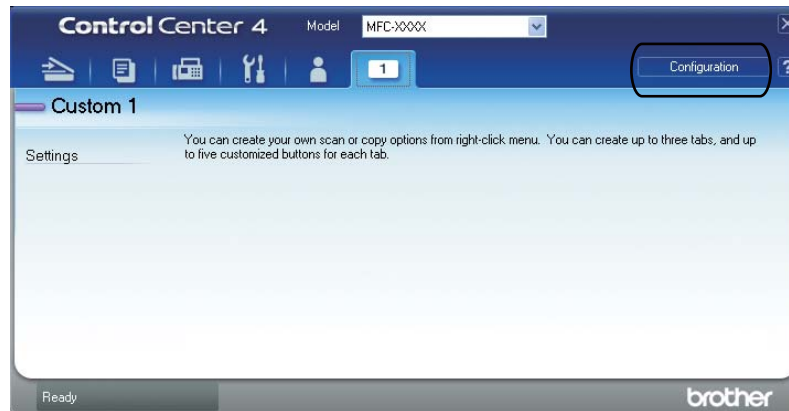 Control Center 4 Model MFC-XXXX
1 Configuration ?
Custom 1
Settings
You can create your own scan or copy options from right-click menu. You can create up to three tabs, and up
to five customized buttons for each tab.
Ready
brother